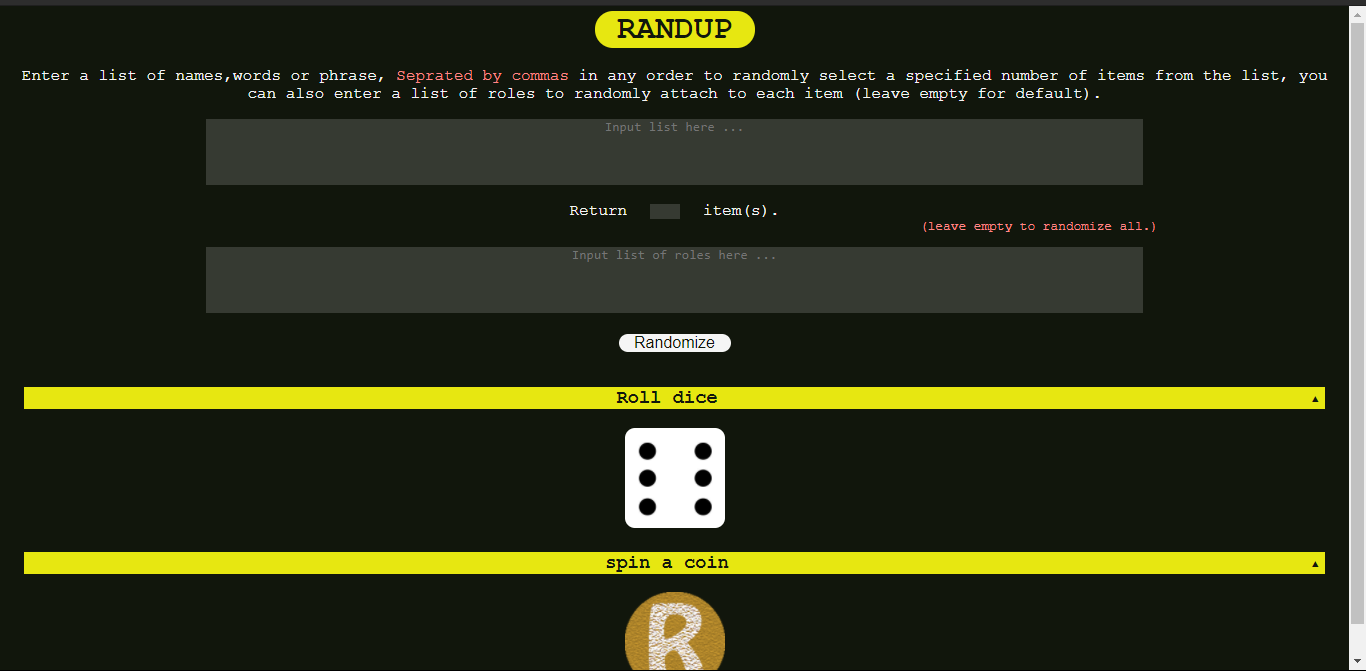 RANDUP
Enter a list of names,words or phrase, Seprated by commas in any order to randomly select a specified number of items from the list, you
can also enter a list of roles to randomly attach to each item (leave empty for default).
Input list here ...
Return item(s).
(leave empty to randomize all.)
Input list of roles here ...
Randomize
Roll dice ▲
spin a coin ▲
R